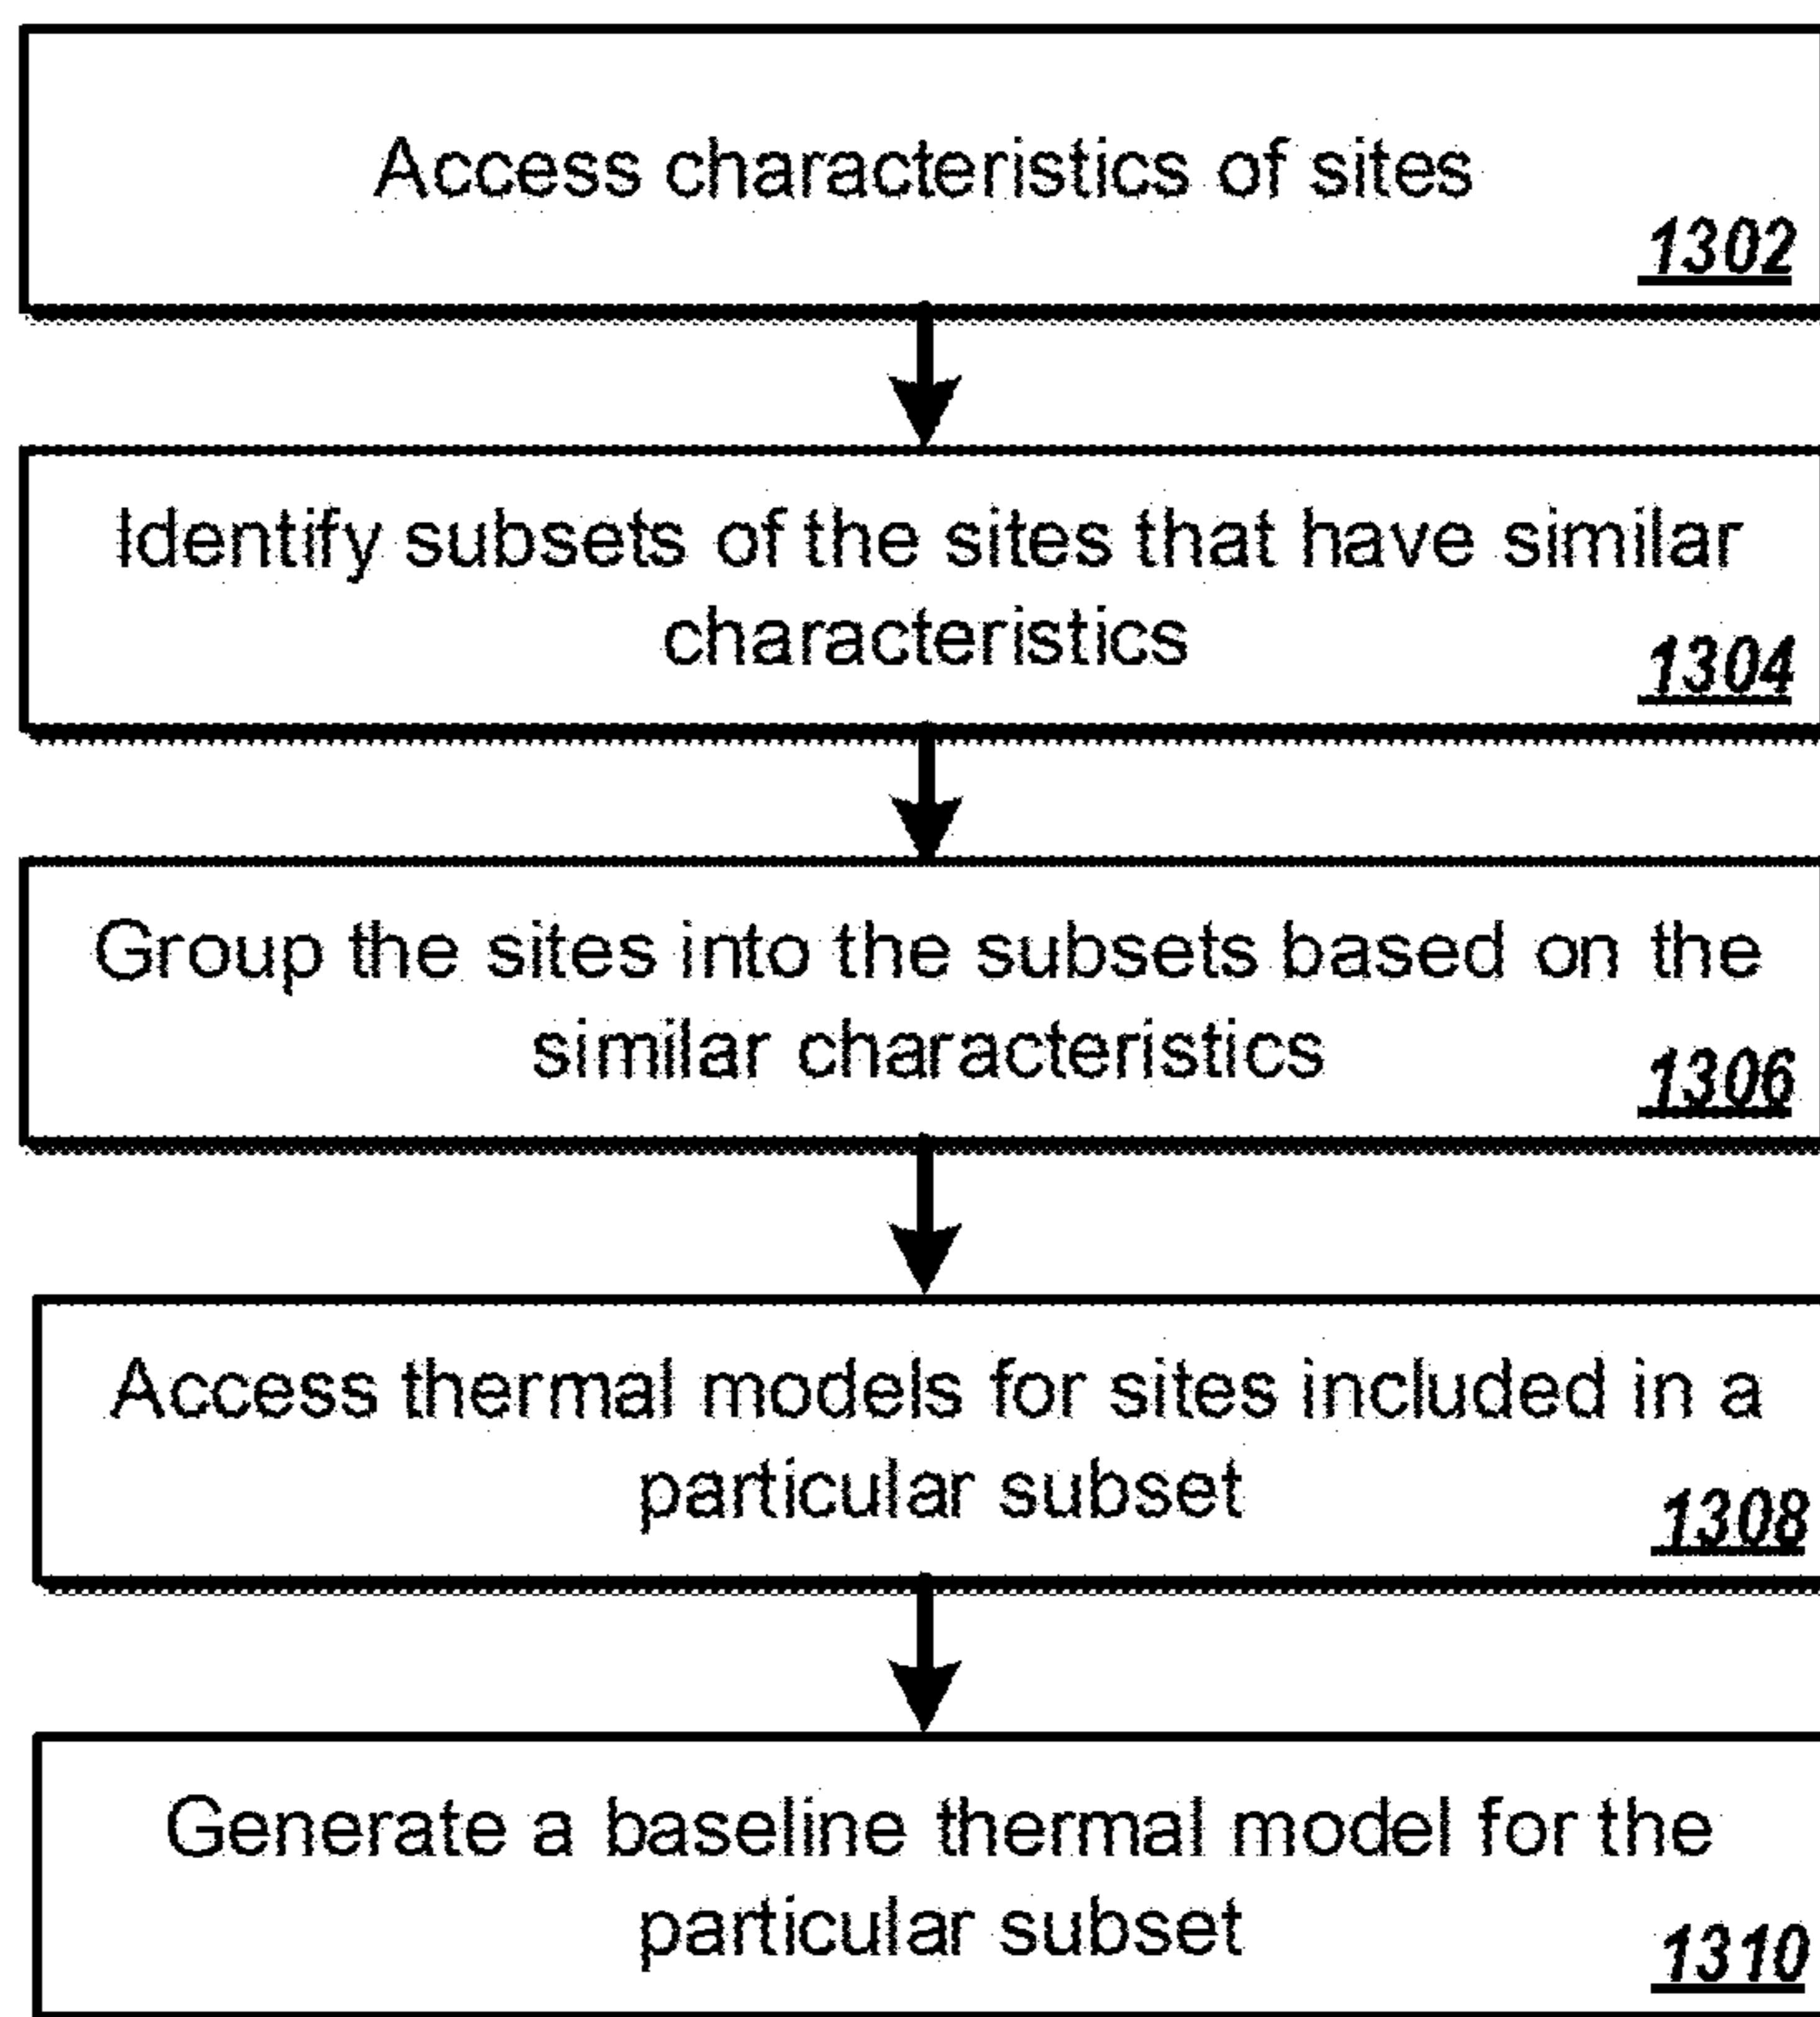 Access characteristics of sites
1302
Identify subsets of the sites that have similar
characteristics
1304
Group the sites into the subsets based on the
similar characteristics
1306
Access thermal models for sites included in a
particular subset
1308
Generate a baseline thermal model for the
particular subset
1310